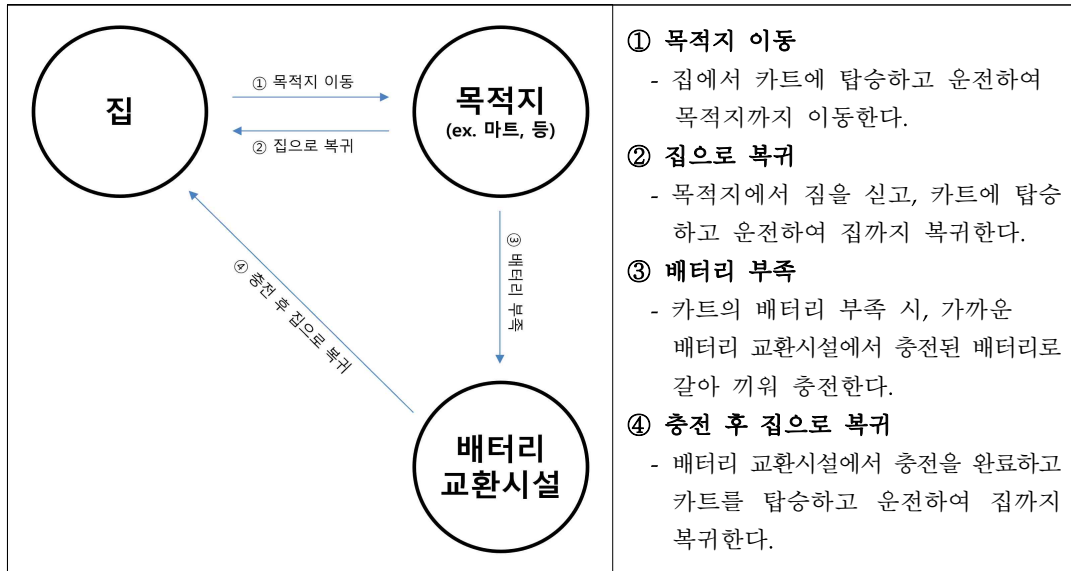 집
① 목적지 이동
② 집으로 복귀
목적지
(ex. 마트, 등)
③ 배터리 부족
④ 충전 후 집으로 복귀
배터리
교환시설
① 목적지 이동
- 집에서 카트에 탑승하고 운전하여
목적지까지 이동한다.
② 집으로 복귀
- 목적지에서 짐을 싣고, 카트에 탑승
하고 운전하여 집까지 복귀한다.
③ 배터리 부족
- 카트의 배터리 부족 시, 가까운
배터리 교환시설에서 충전된 배터리로
갈아 끼워 충전한다.
④ 충전 후 집으로 복귀
- 배터리 교환시설에서 충전을 완료하고
카트를 탑승하고 운전하여 집까지
복귀한다.